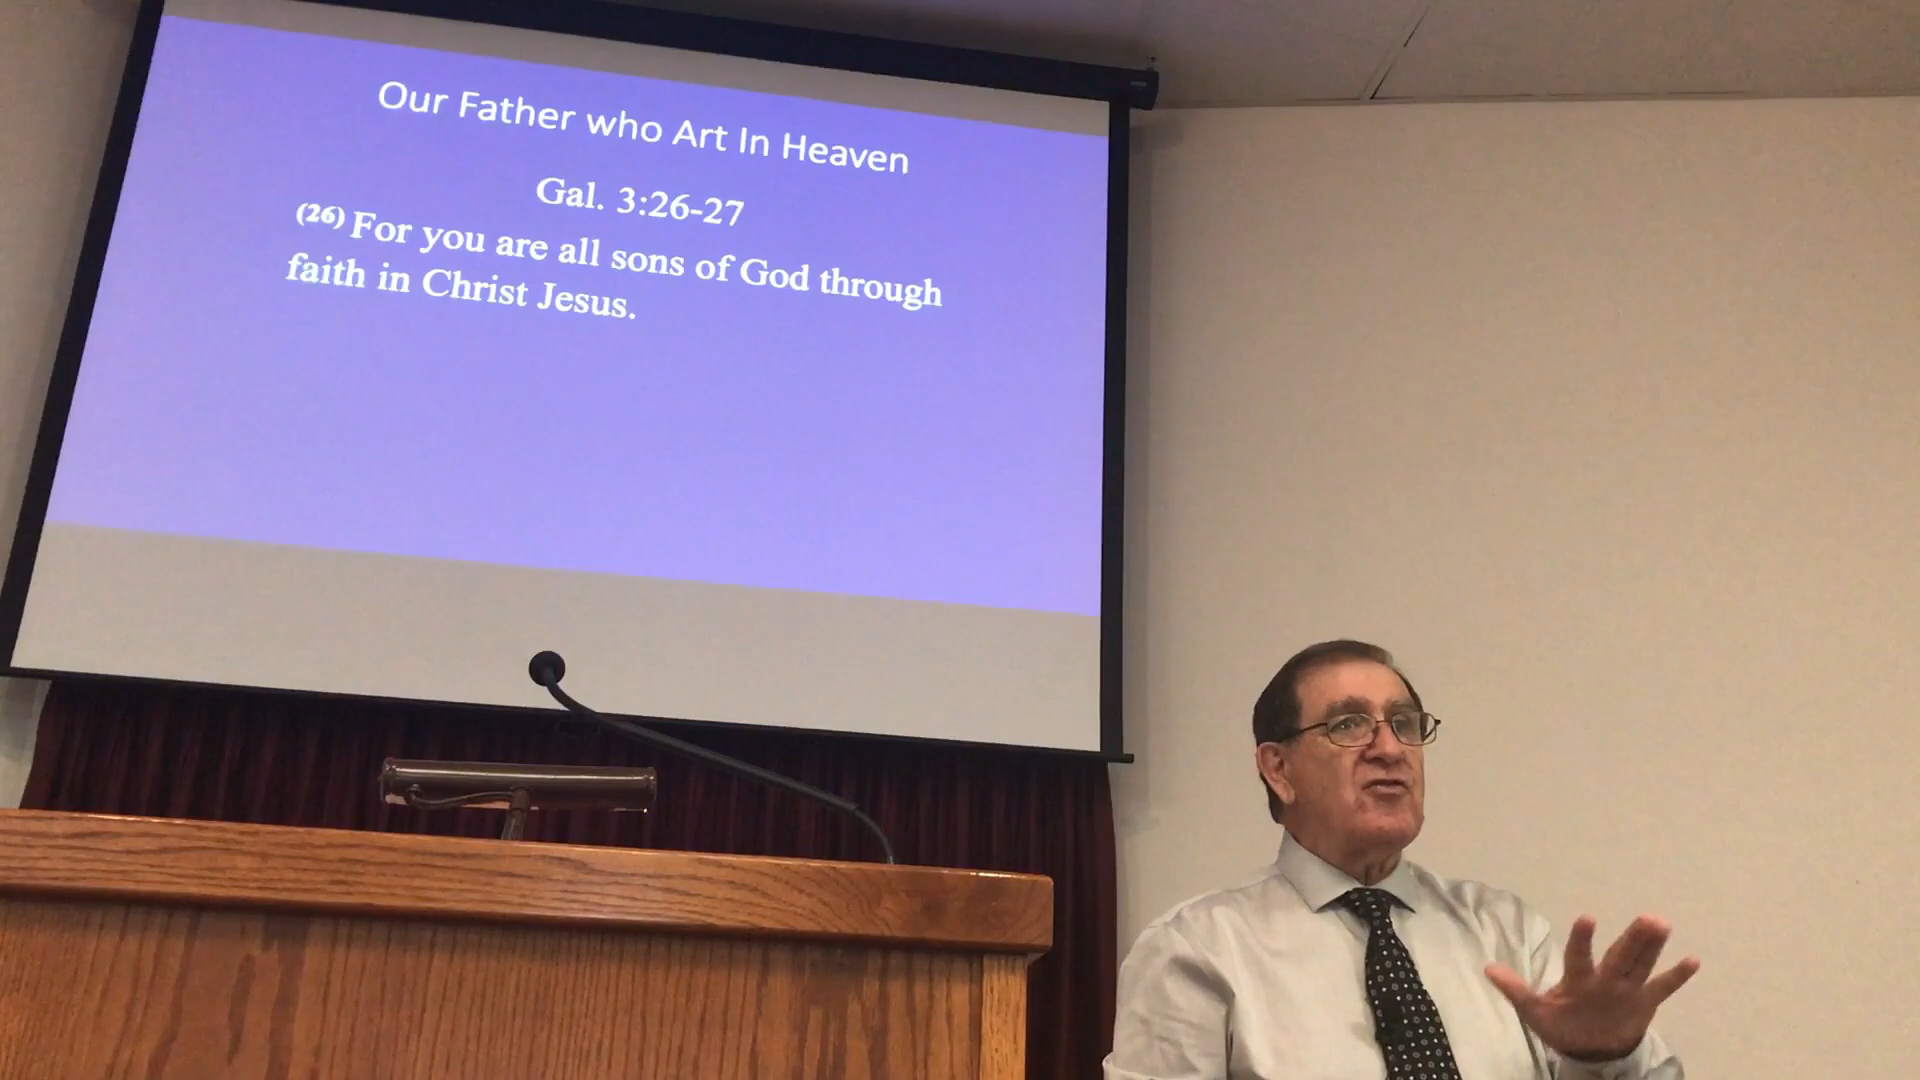 Our Father who Art In Heaven
Gal. 3:26-27
(26) For you are all sons of God through
faith in Christ Jesus.